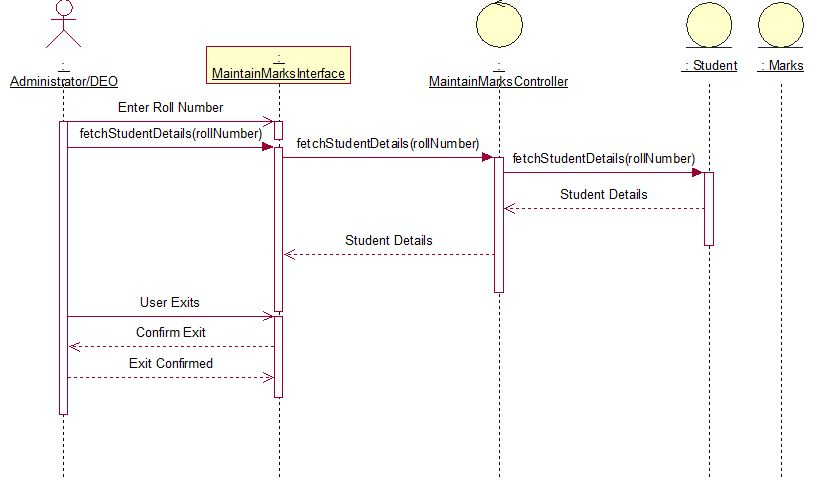 :
Administrator/DEO
:
MaintainMarksInterface
:
MaintainMarksController
: Student
: Marks
Enter Roll Number
fetchStudentDetails(rollNumber)
fetchStudentDetails(rollNumber)
fetchStudentDetails(rollNumber)
Student Details
Student Details
User Exits
Confirm Exit
Exit Confirmed